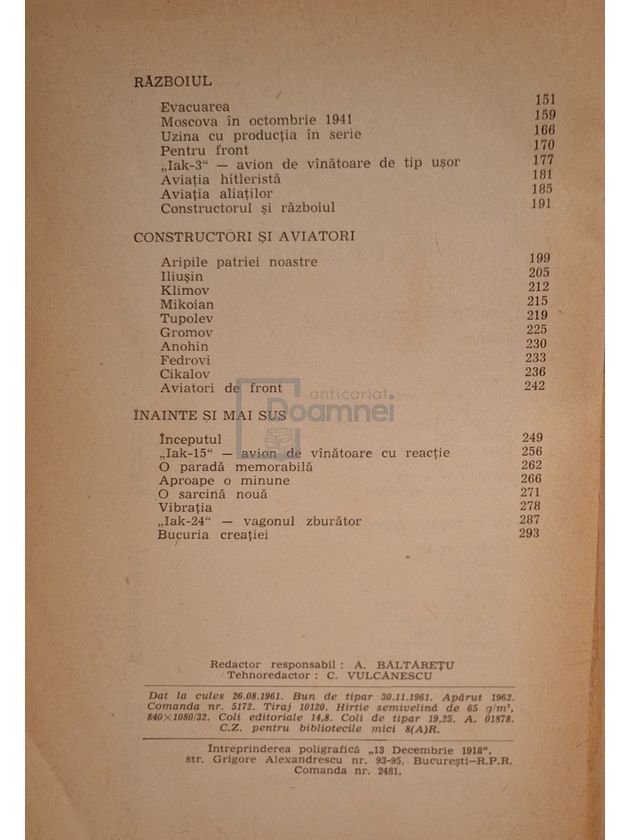 RĂZBOIUL
Evacuarea 151
Moscova în octombrie 1941 159
Uzina cu producția în serie 166
Pentru front 170
„Iak-3“ — avion de vînătoare de tip ușor 177
Aviația hitleristă 181
Aviația aliaților 185
Constructorul și războiul 191
CONSTRUCTORI ȘI AVIATORI
Aripile patriei noastre 199
Iliușin 205
Klimov 212
Mikoian 215
Tupolev 219
Gromov 225
Anohin 230
Fedrovi 233
Cikalov 236
Aviatori de front 242
anticariat
Doamnei
ÎNAINTE ȘI MAI SUS
Începutul 249
„Iak-15“ — avion de vînătoare cu reacție 256
O paradă memorabilă 262
Aproape o minune 266
O sarcină nouă 271
Vibrația 278
„Iak-24“ — vagonul zburător 287
Bucuria creației 293
Redactor responsabil : A. BĂLTĂREȚU
Tehnoredactor : C. VULCĂNESCU
Dat la cules 26.08.1961. Bun de tipar 30.11.1961. Apărut 1962.
Comanda nr. 5172. Tiraj 10120. Hîrtie semivelină de 65 g/m²,
840×1080/32. Coli editoriale 14,8. Coli de tipar 19,25. A. 01878.
C.Z. pentru bibliotecile mici 8(A)R.
Intreprinderea poligrafică „13 Decembrie 1918“,
str. Grigore Alexandrescu nr. 93-95, București—R.P.R.
Comanda nr. 2481.